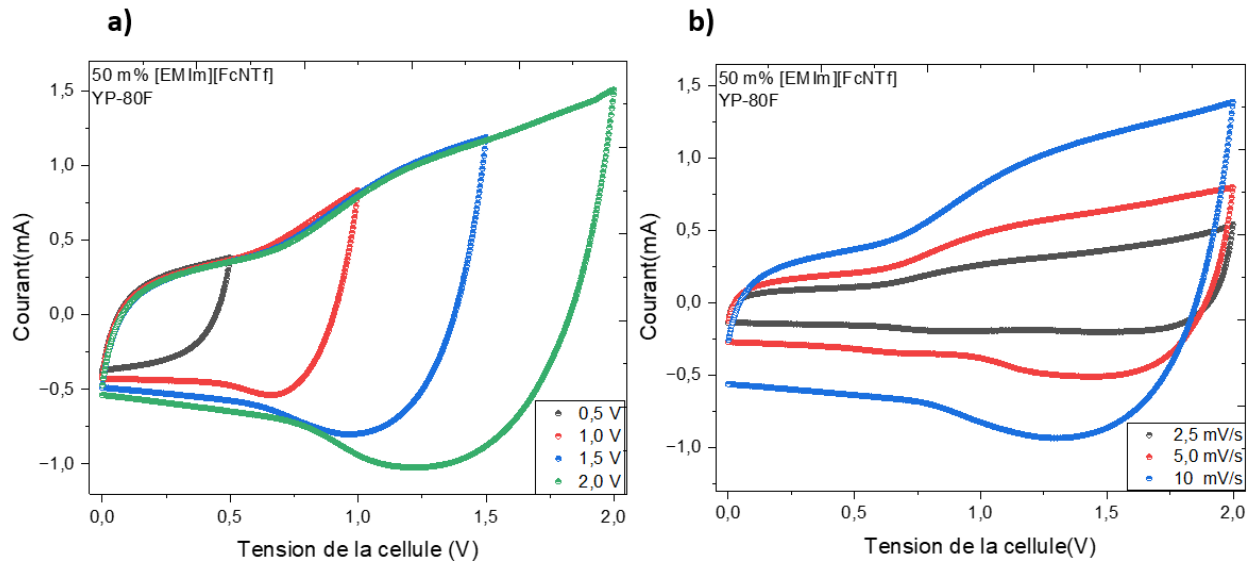 a)
50 m% [EMIm][FcNTf]
YP-80F
1,5
1,0
0,5
0,0
−0,5
−1,0
Courant(mA)
0,5 V
1,0 V
1,5 V
2,0 V
0,0
0,5
1,0
1,5
2,0
Tension de la cellule (V)
b)
50 m% [EMIm][FcNTf]
YP-80F
1,5
1,0
0,5
0,0
−0,5
−1,0
Courant(mA)
2,5 mV/s
5,0 mV/s
10 mV/s
0,0
0,5
1,0
1,5
2,0
Tension de la cellule(V)